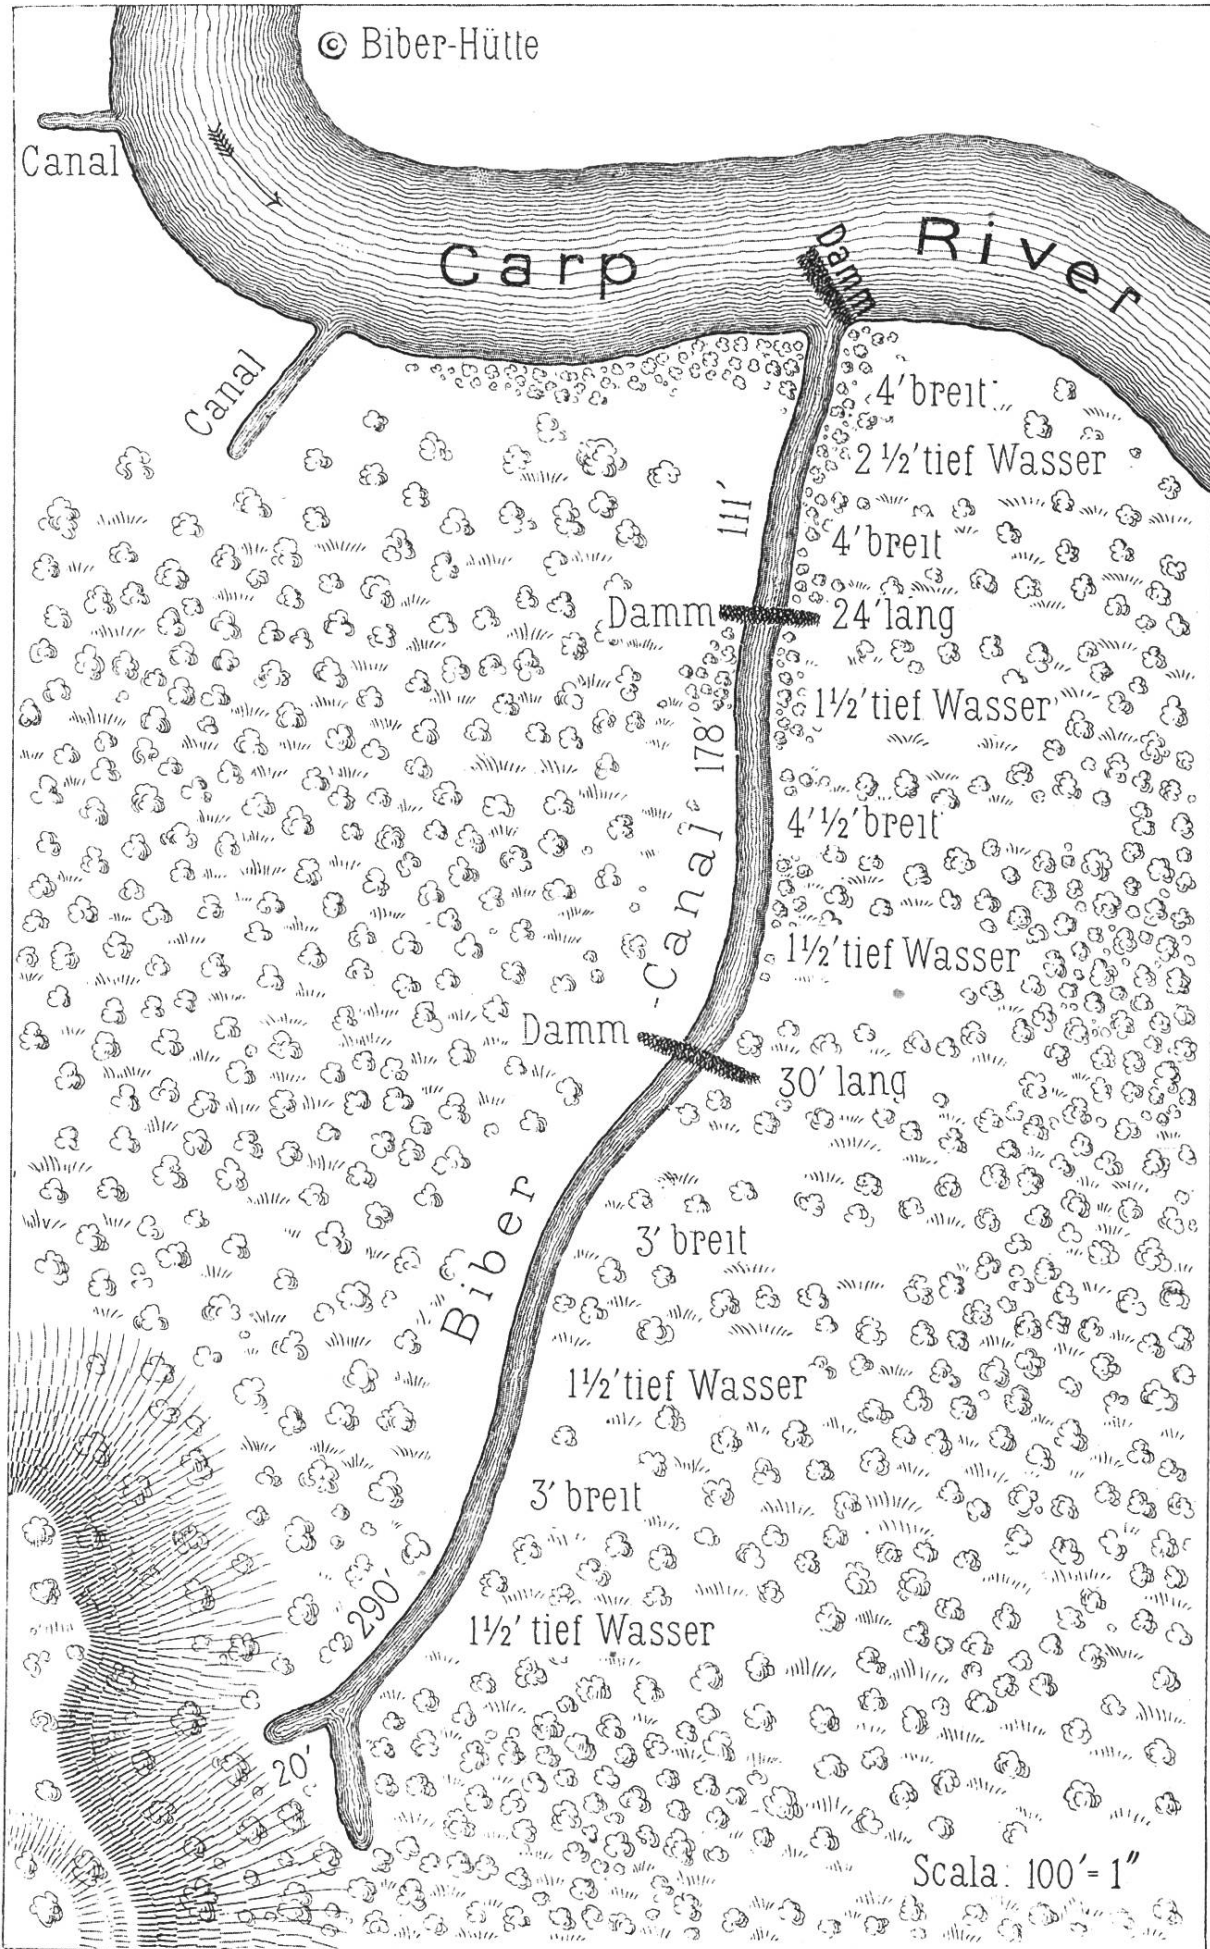 © Biber-Hütte
Canal
Carp River
Damm
Canal
4' breit
2 ½' tief Wasser
111'
4' breit
Damm 24' lang
1½' tief Wasser
178'
4' ½' breit
1½' tief Wasser
Damm
30' lang
Biber-Canal
3' breit
1½' tief Wasser
3' breit
290'
1½' tief Wasser
20'
Scala: 100' = 1"